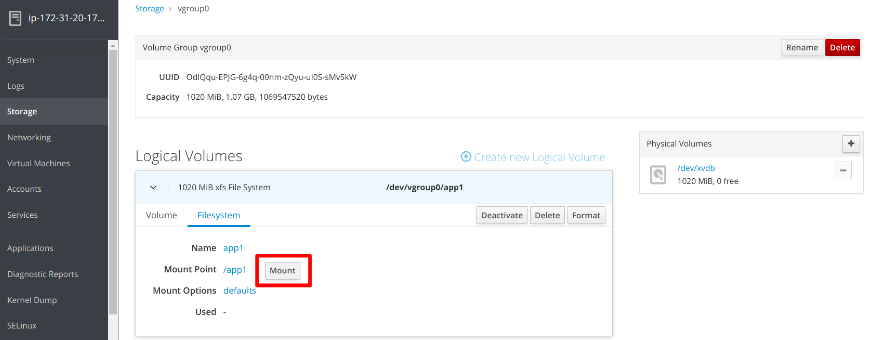 ip-172-31-20-17...
System
Logs
Storage
Networking
Virtual Machines
Accounts
Services
Applications
Diagnostic Reports
Kernel Dump
SELinux
Storage › vgroup0
Volume Group vgroup0 Rename Delete
UUID OdlQqu-EPJG-6g4q-00nm-zQyu-ul0S-sMv5kW
Capacity 1020 MiB, 1.07 GB, 1069547520 bytes
Logical Volumes Create new Logical Volume
1020 MiB xfs File System /dev/vgroup0/app1
Volume Filesystem Deactivate Delete Format
Name app1
Mount Point /app1 Mount
Mount Options defaults
Used -
Physical Volumes
/dev/xvdb
1020 MiB, 0 free